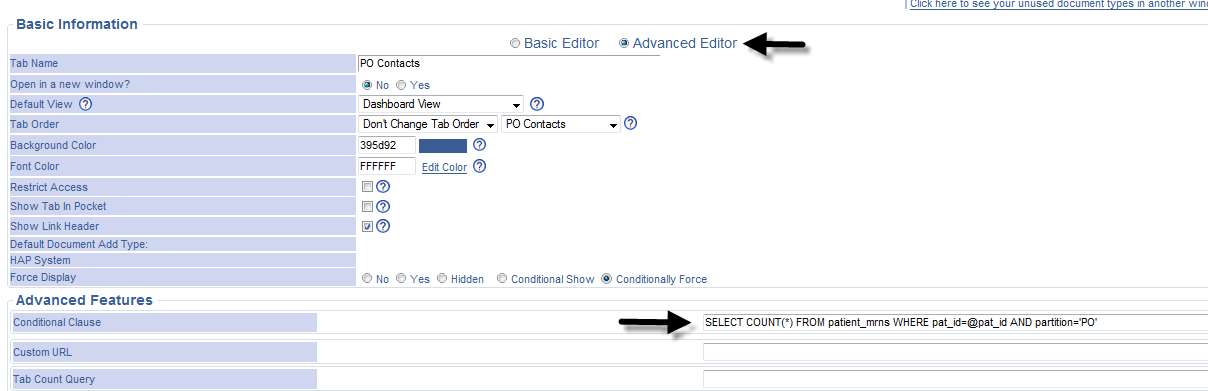 Click here to see your unused document types in another
Basic Information
Basic Editor Advanced Editor
Tab Name PO Contacts
Open in a new window? No Yes
Default View ? Dashboard View ?
Tab Order Don't Change Tab Order PO Contacts ?
Background Color 395d92 ?
Font Color FFFFFF Edit Color ?
Restrict Access ?
Show Tab In Pocket ?
Show Link Header ?
Default Document Add Type:
HAP System
Force Display No Yes Hidden Conditional Show Conditionally Force
Advanced Features
Conditional Clause SELECT COUNT(*) FROM patient_mrns WHERE pat_id=@pat_id AND partition='PO'
Custom URL
Tab Count Query